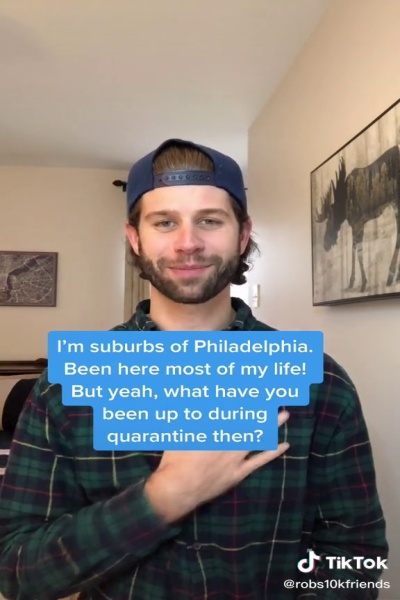 I'm suburbs of Philadelphia.
Been here most of my life!
But yeah, what have you
been up to during
quarantine then?
TikTok
@robs10kfriends